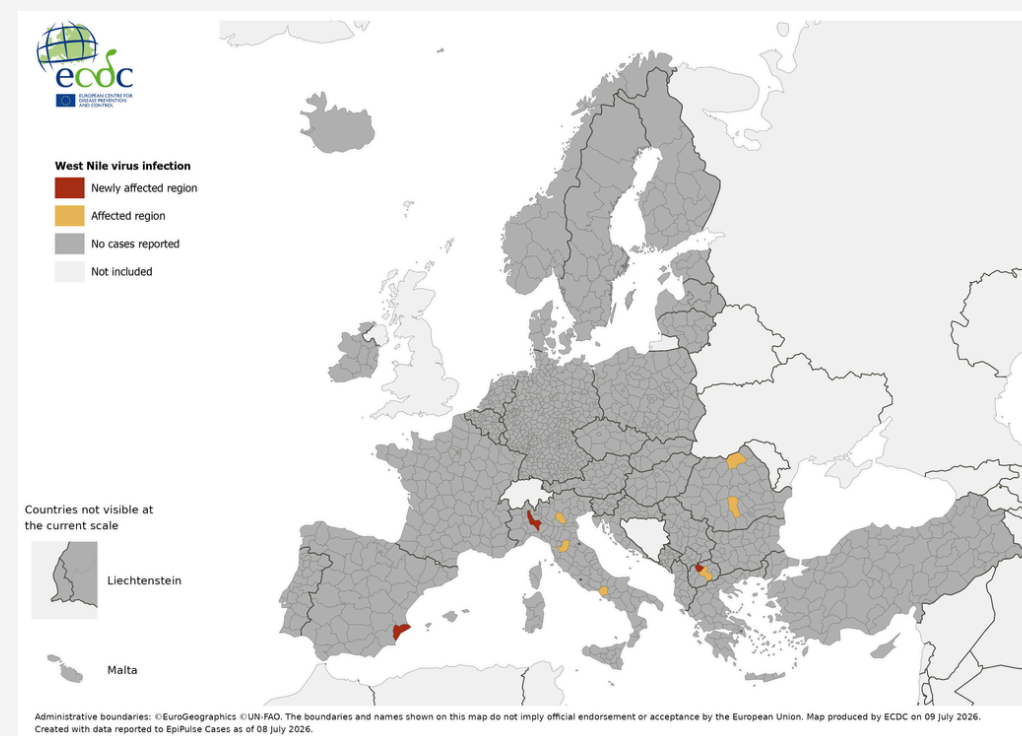 ecdc
EUROPEAN CENTRE FOR
DISEASE PREVENTION
AND CONTROL
West Nile virus infection
Newly affected region
Affected region
No cases reported
Not included
Countries not visible at
the current scale
Liechtenstein
Malta
Administrative boundaries: ©EuroGeographics ©UN-FAO. The boundaries and names shown on this map do not imply official endorsement or acceptance by the European Union. Map produced by ECDC on 09 July 2026.
Created with data reported to EpiPulse Cases as of 08 July 2026.